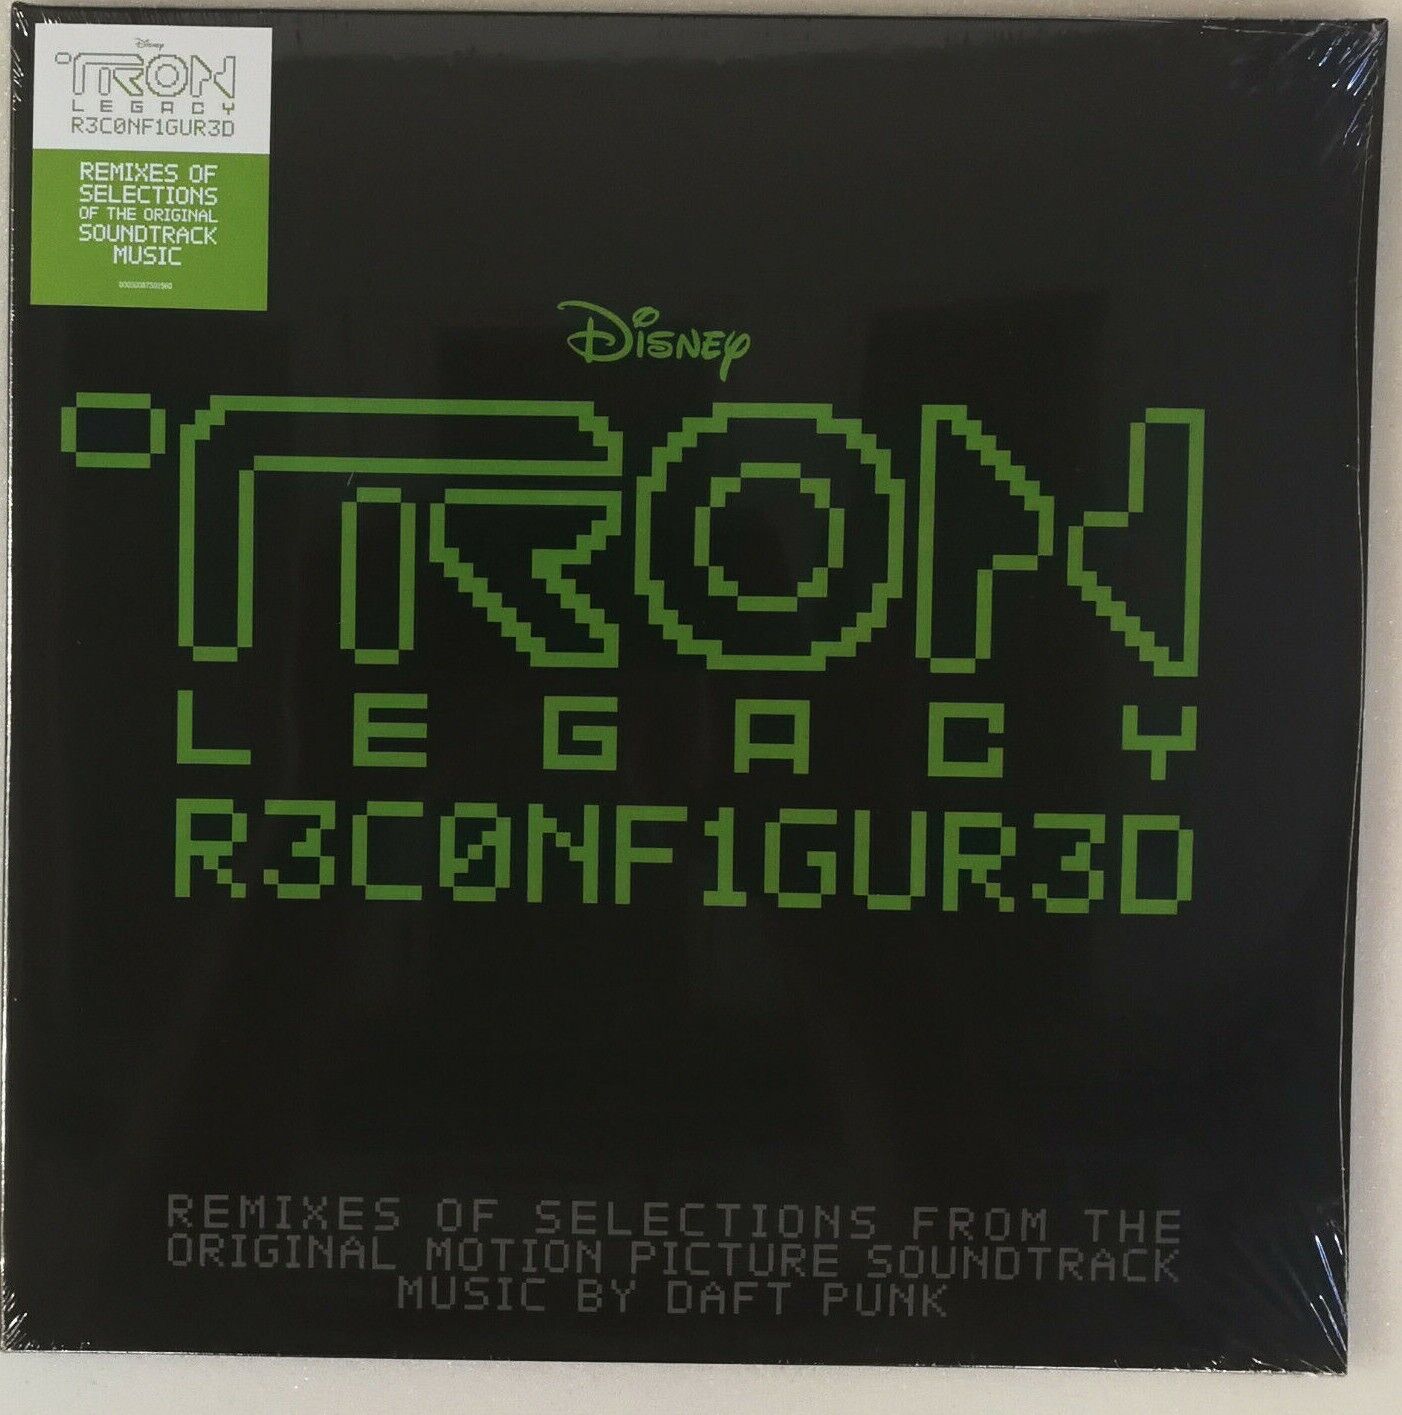 Disney
TRON
LEGACY
R3C0NF1GUR3D
REMIXES OF
SELECTIONS
OF THE ORIGINAL
SOUNDTRACK
MUSIC
DISNEY
TRON
LEGACY
R3C0NF1GUR3D
REMIXES OF SELECTIONS FROM THE
ORIGINAL MOTION PICTURE SOUNDTRACK
MUSIC BY DAFT PUNK